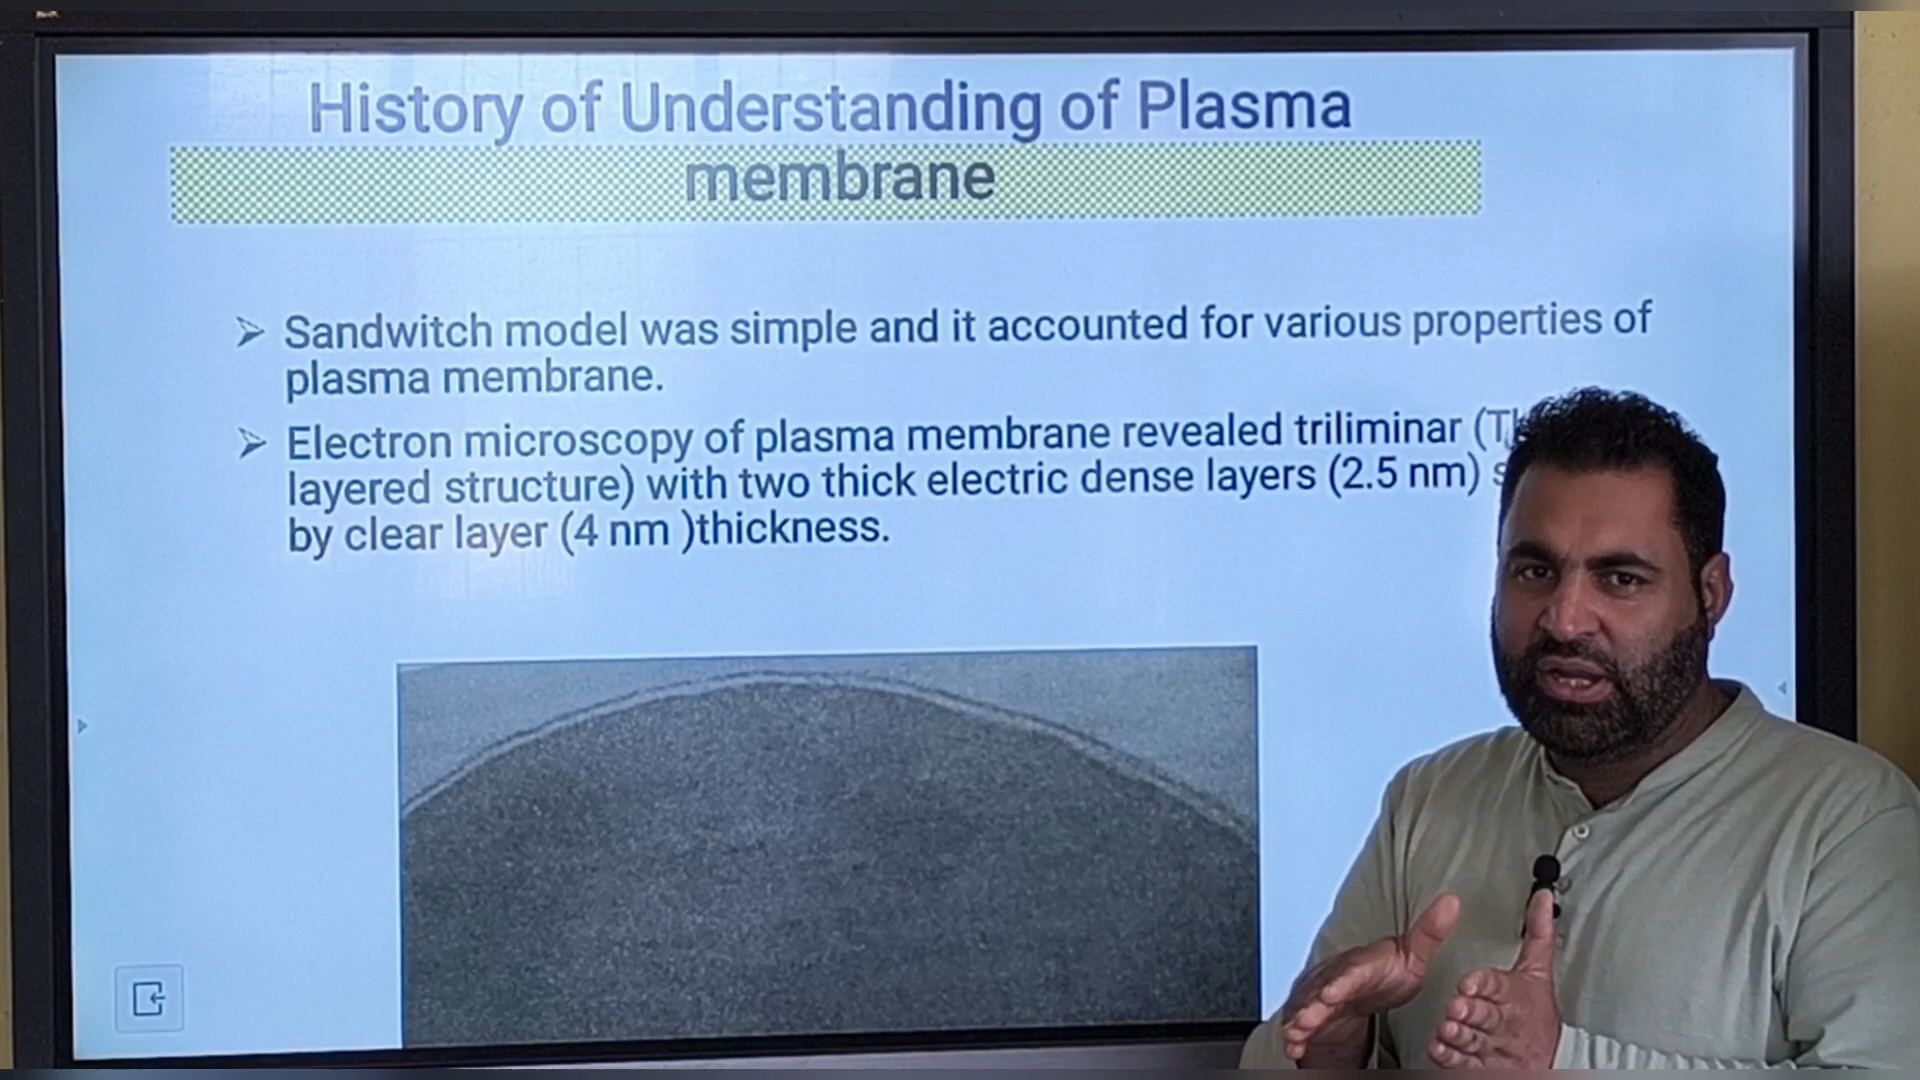 History of Understanding of Plasma
membrane
Sandwitch model was simple and it accounted for various properties of
plasma membrane.
Electron microscopy of plasma membrane revealed triliminar
layered structure) with two thick electric dense layers (2.5 nm)
by clear layer (4 nm )thickness.